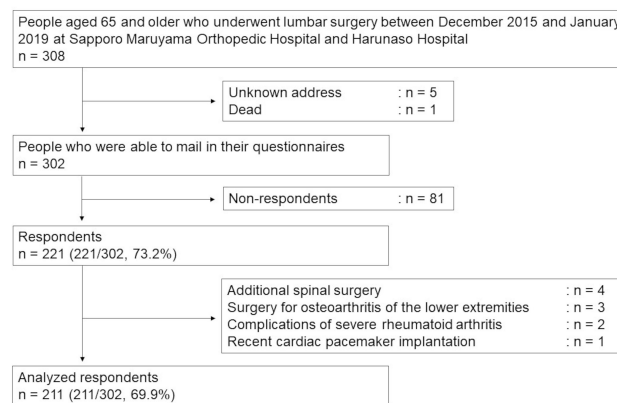 People aged 65 and older who underwent lumbar surgery between December 2015 and January
2019 at Sapporo Maruyama Orthopedic Hospital and Harunaso Hospital
n = 308
Unknown address : n = 5
Dead : n = 1
People who were able to mail in their questionnaires
n = 302
Non-respondents : n = 81
Respondents
n = 221 (221/302, 73.2%)
Additional spinal surgery : n = 4
Surgery for osteoarthritis of the lower extremities : n = 3
Complications of severe rheumatoid arthritis : n = 2
Recent cardiac pacemaker implantation : n = 1
Analyzed respondents
n = 211 (211/302, 69.9%)